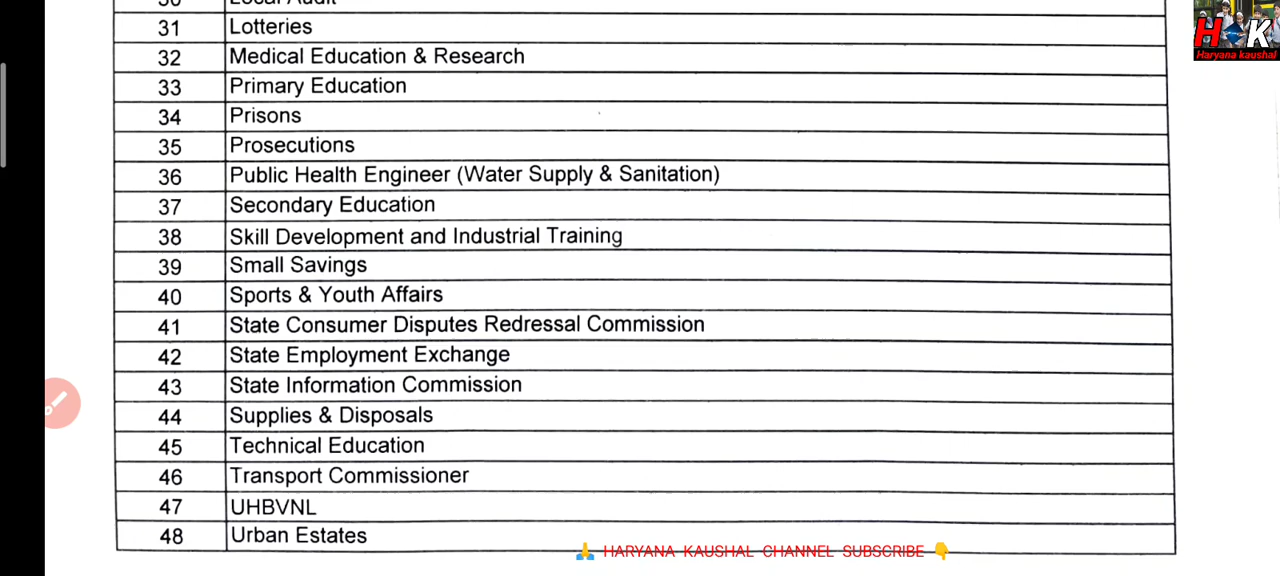 30 Local Audit
31 Lotteries
32 Medical Education & Research
33 Primary Education
34 Prisons
35 Prosecutions
36 Public Health Engineer (Water Supply & Sanitation)
37 Secondary Education
38 Skill Development and Industrial Training
39 Small Savings
40 Sports & Youth Affairs
41 State Consumer Disputes Redressal Commission
42 State Employment Exchange
43 State Information Commission
44 Supplies & Disposals
45 Technical Education
46 Transport Commissioner
47 UHBVNL
48 Urban Estates
H K
Haryana kaushal
🙏 HARYANA KAUSHAL CHANNEL SUBSCRIBE 👇